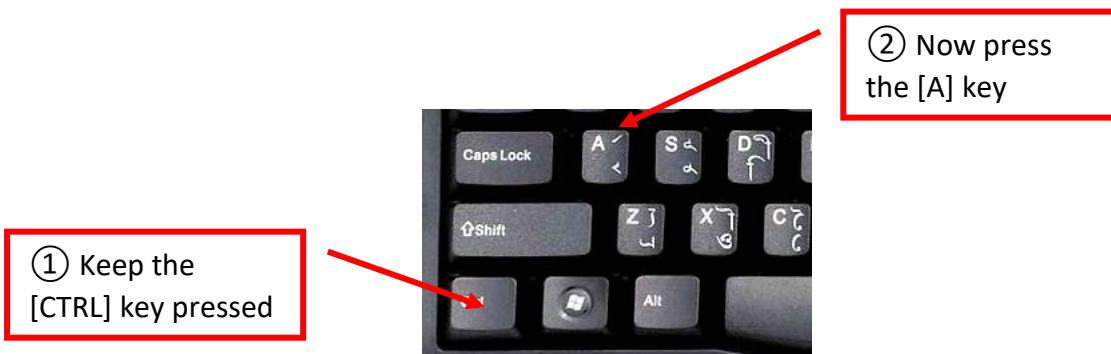 ② Now press
the [A] key
Caps Lock A S D ী
ি
⇧Shift Z X C ৈ
ও ে
① Keep the
[CTRL] key pressed
Alt